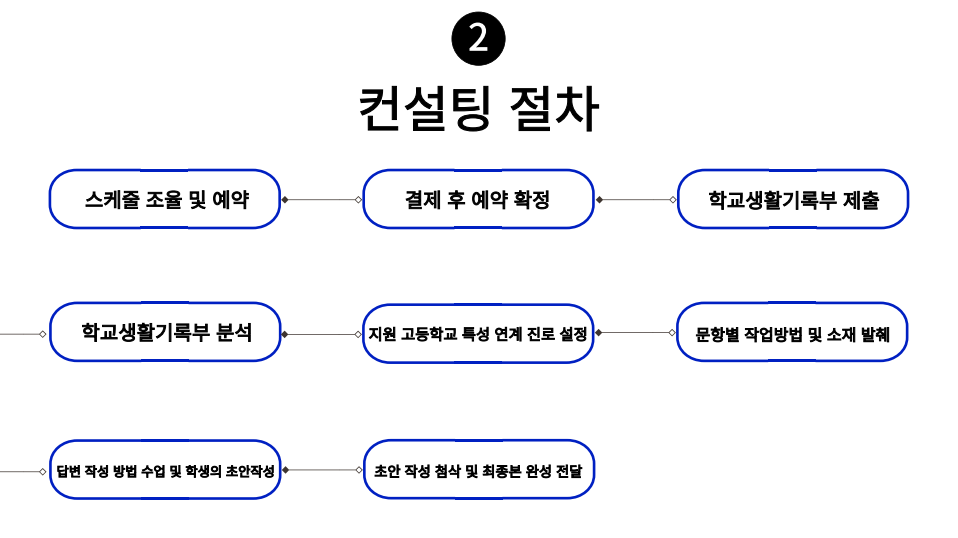 2
컨설팅 절차
스케줄 조율 및 예약
결제 후 예약 확정
학교생활기록부 제출
학교생활기록부 분석
지원 고등학교 특성 연계 진로 설정
문항별 작업방법 및 소재 발췌
답변 작성 방법 수업 및 학생의 초안작성
초안 작성 첨삭 및 최종본 완성 전달